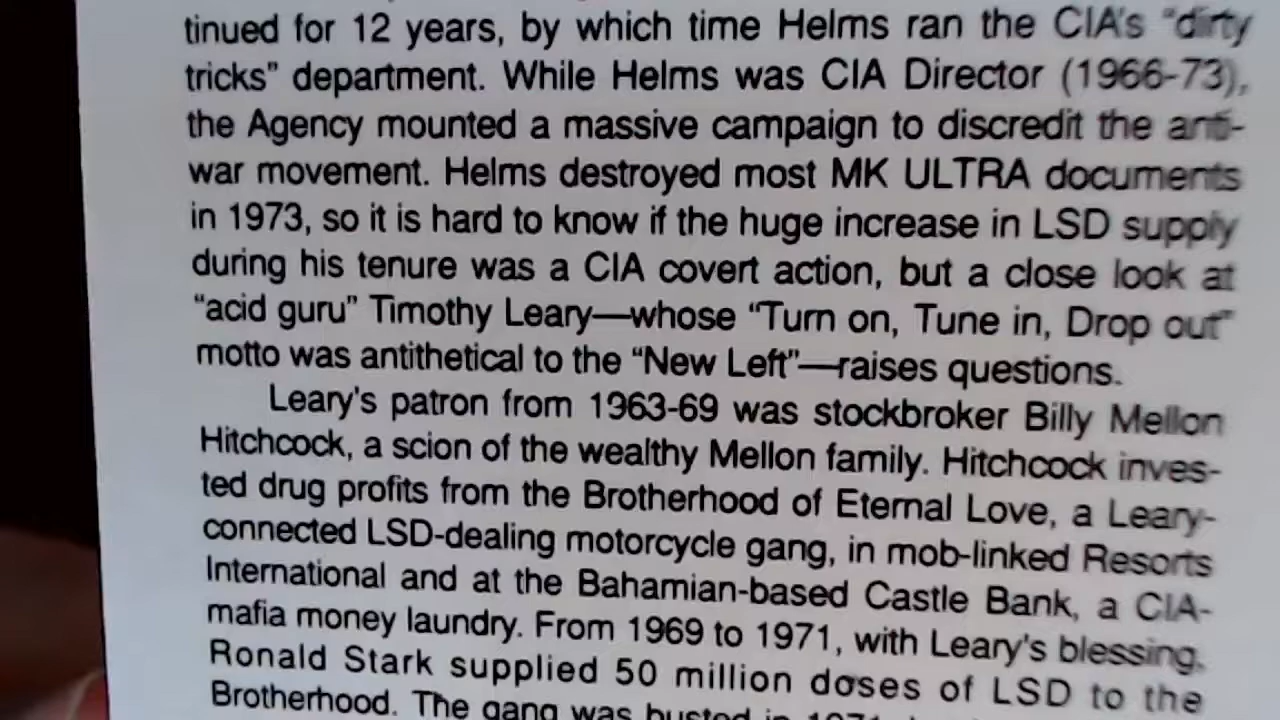 tinued for 12 years, by which time Helms ran the CIA's "dirty
tricks" department. While Helms was CIA Director (1966-73),
the Agency mounted a massive campaign to discredit the anti-
war movement. Helms destroyed most MK ULTRA documents
in 1973, so it is hard to know if the huge increase in LSD supply
during his tenure was a CIA covert action, but a close look at
"acid guru" Timothy Leary—whose "Turn on, Tune in, Drop out"
motto was antithetical to the "New Left"—raises questions.
Leary's patron from 1963-69 was stockbroker Billy Mellon
Hitchcock, a scion of the wealthy Mellon family. Hitchcock inves-
ted drug profits from the Brotherhood of Eternal Love, a Leary-
connected LSD-dealing motorcycle gang, in mob-linked Resorts
International and at the Bahamian-based Castle Bank, a CIA-
mafia money laundry. From 1969 to 1971, with Leary's blessing,
Ronald Stark supplied 50 million doses of LSD to the
Brotherhood. The gang was busted in 1971